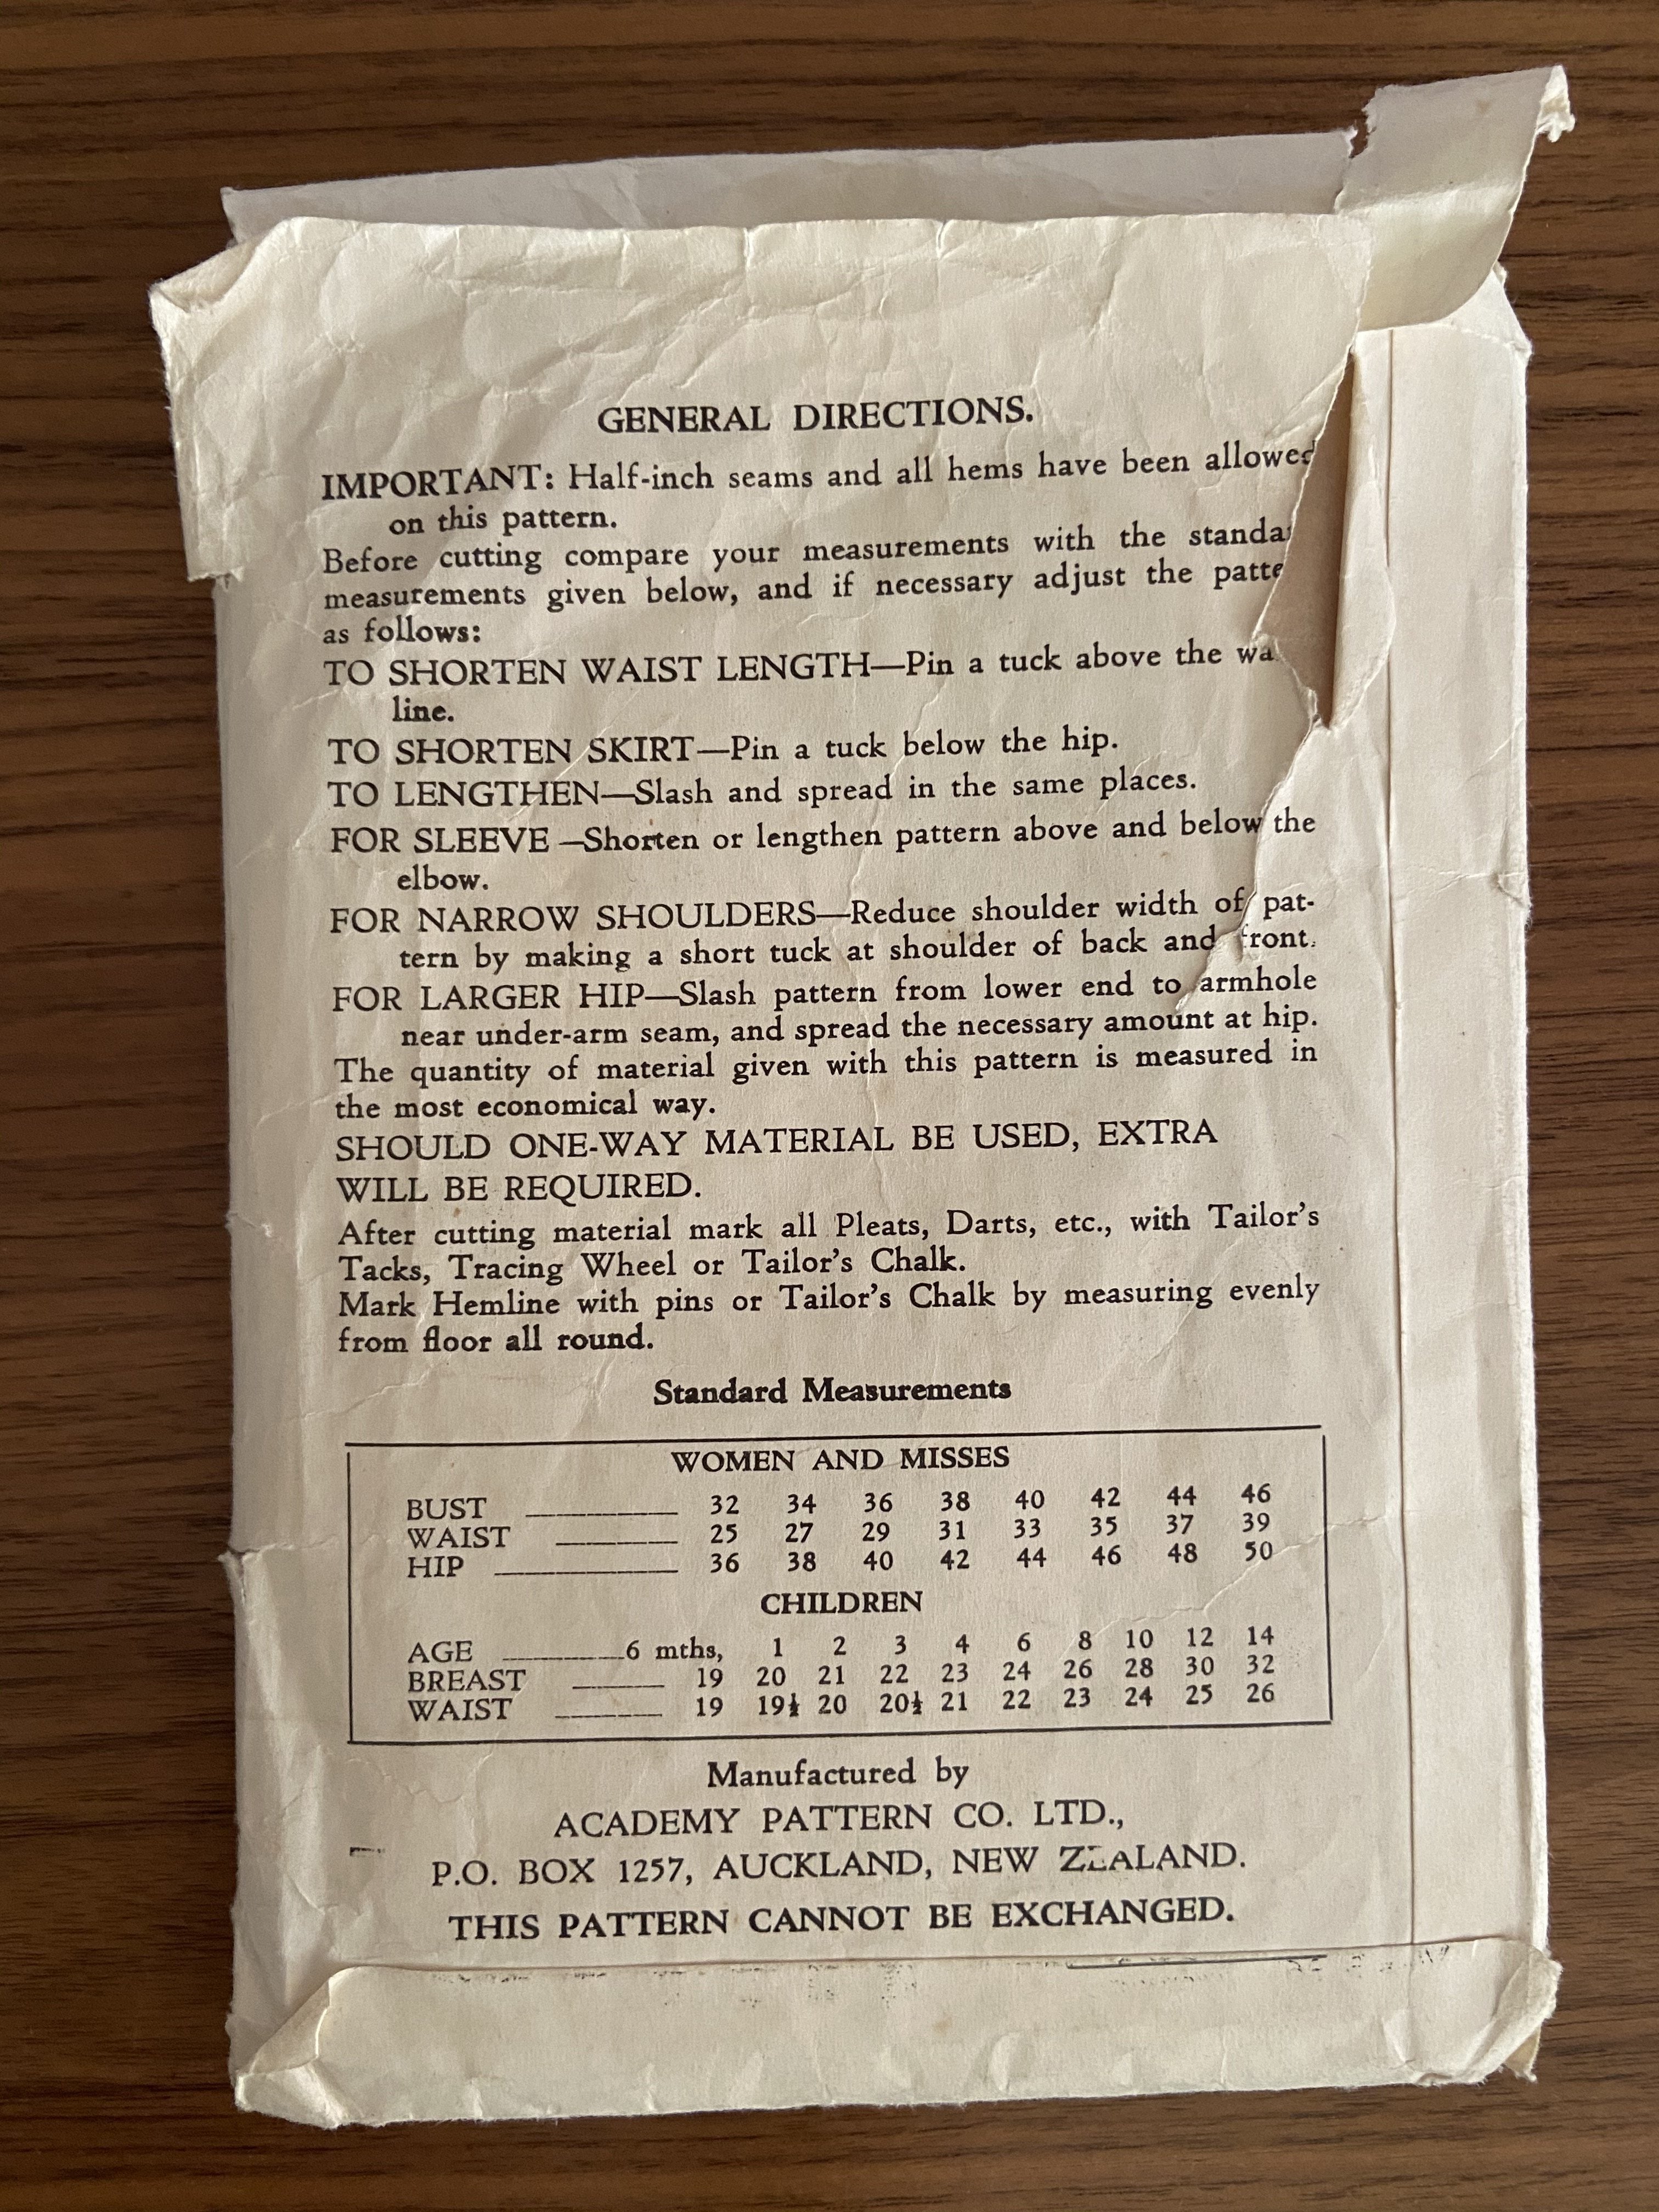 GENERAL DIRECTIONS.
IMPORTANT: Half-inch seams and all hems have been allowed
on this pattern.
Before cutting compare your measurements with the standa
measurements given below, and if necessary adjust the patte
as follows:
TO SHORTEN WAIST LENGTH—Pin a tuck above the wa
line.
TO SHORTEN SKIRT—Pin a tuck below the hip.
TO LENGTHEN—Slash and spread in the same places.
FOR SLEEVE —Shorten or lengthen pattern above and below the
elbow.
FOR NARROW SHOULDERS—Reduce shoulder width of pat-
tern by making a short tuck at shoulder of back and front.
FOR LARGER HIP—Slash pattern from lower end to armhole
near under-arm seam, and spread the necessary amount at hip.
The quantity of material given with this pattern is measured in
the most economical way.
SHOULD ONE-WAY MATERIAL BE USED, EXTRA
WILL BE REQUIRED.
After cutting material mark all Pleats, Darts, etc., with Tailor's
Tacks, Tracing Wheel or Tailor's Chalk.
Mark Hemline with pins or Tailor's Chalk by measuring evenly
from floor all round.
Standard Measurements
WOMEN AND MISSES
BUST 32 34 36 38 40 42 44 46
WAIST 25 27 29 31 33 35 37 39
HIP 36 38 40 42 44 46 48 50
CHILDREN
AGE 6 mths, 1 2 3 4 6 8 10 12 14
BREAST 19 20 21 22 23 24 26 28 30 32
WAIST 19 19½ 20 20½ 21 22 23 24 25 26
Manufactured by
ACADEMY PATTERN CO. LTD.,
P.O. BOX 1257, AUCKLAND, NEW ZEALAND.
THIS PATTERN CANNOT BE EXCHANGED.